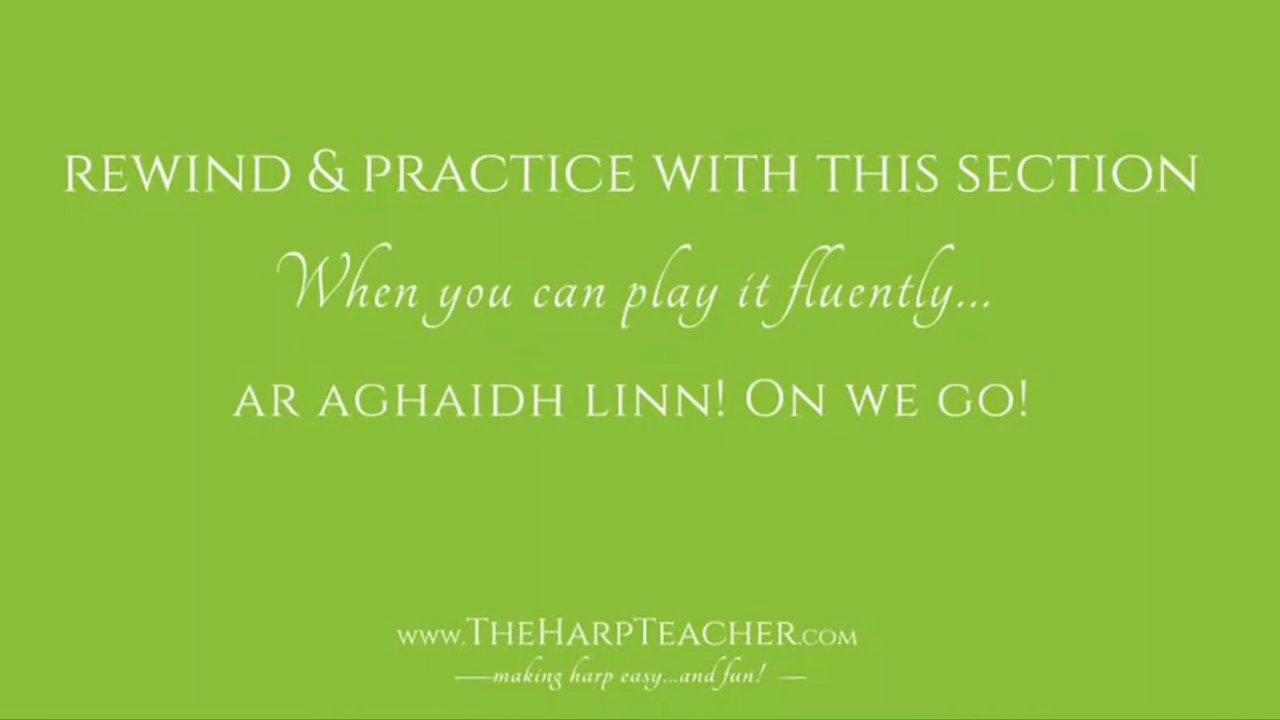 REWIND & PRACTICE WITH THIS SECTION
When you can play it fluently...
AR AGHAIDH LINN! ON WE GO!
www.TheHarpTeacher.com
making harp easy...and fun!